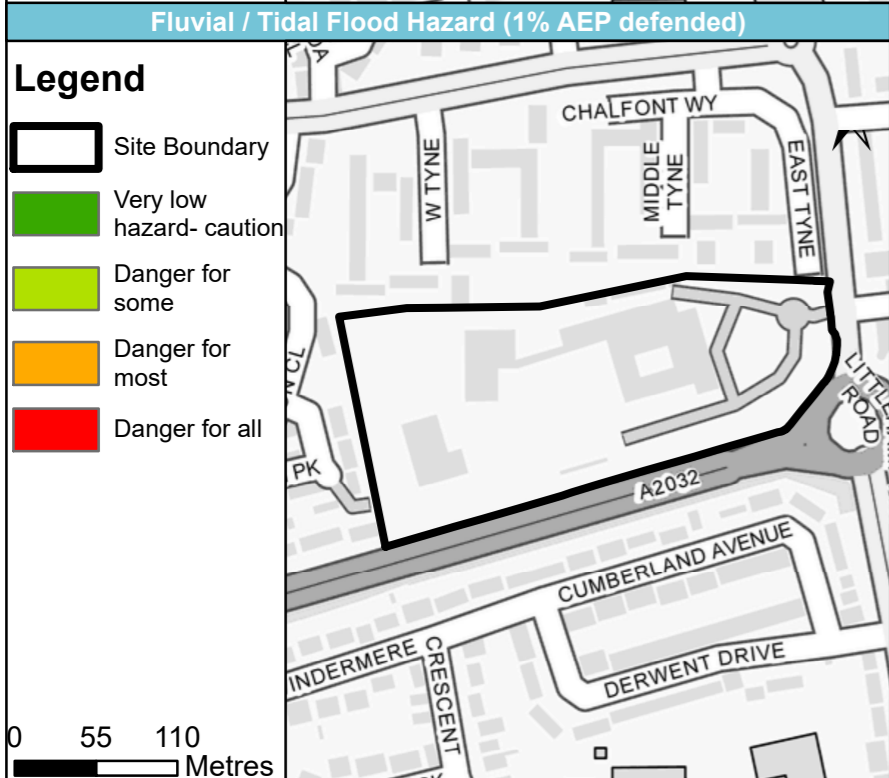 Fluvial / Tidal Flood Hazard (1% AEP defended)
Legend
Site Boundary
Very low
hazard- caution
Danger for
some
Danger for
most
Danger for all
0 55 110
Metres
CHALFONT WY
W TYNE
MIDDLE
TYNE
EAST TYNE
N CL
PK
ROAD
A2032
CUMBERLAND AVENUE
INDERMERE
CRESCENT
DERWENT DRIVE